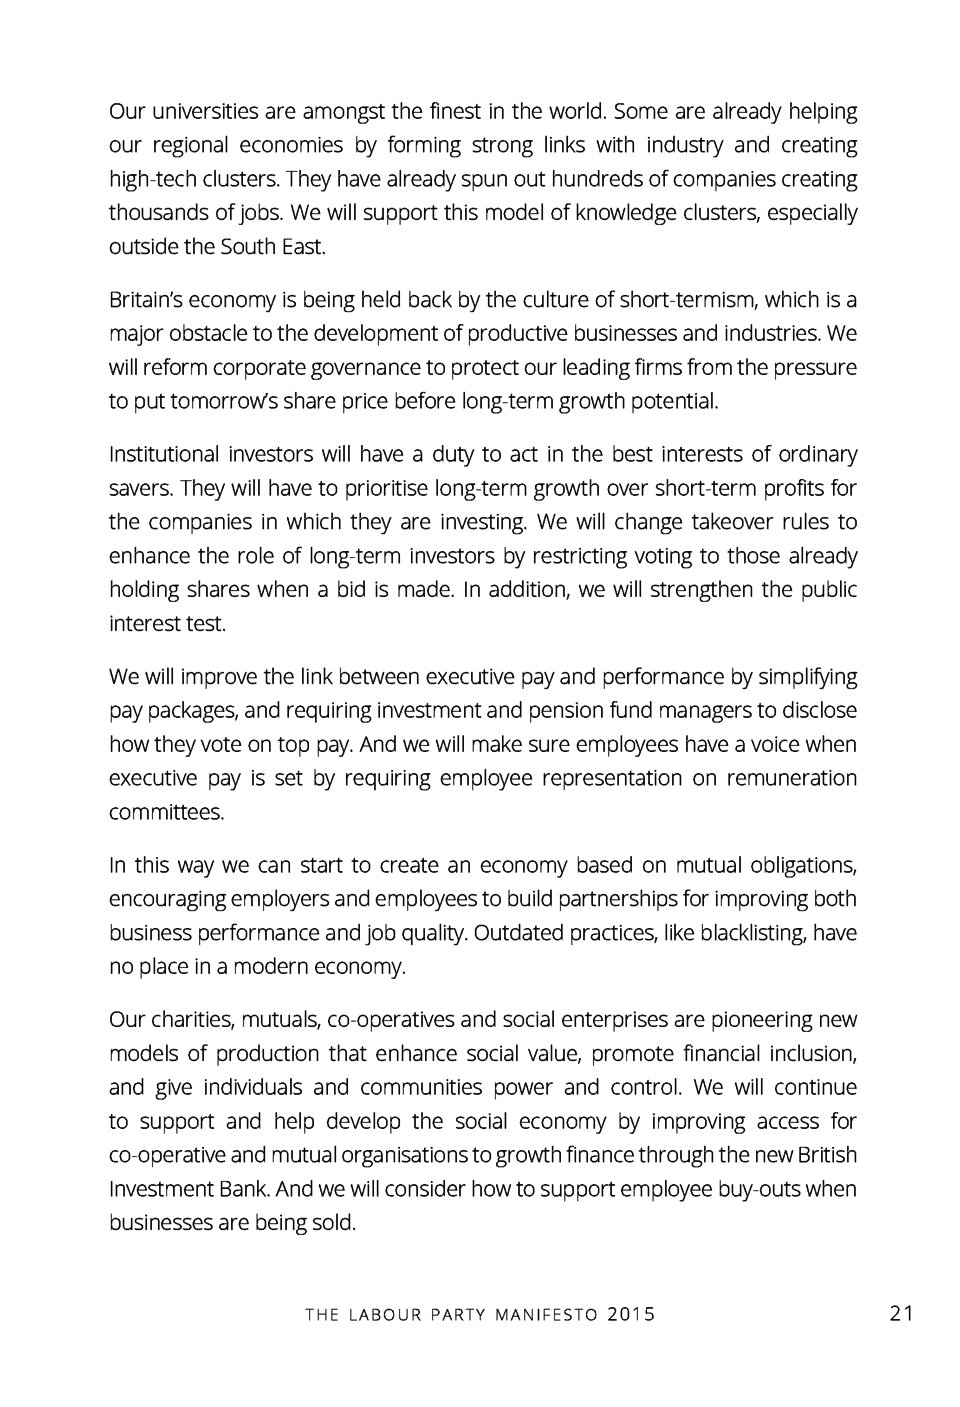 Our universities are amongst the finest in the world. Some are already helping
our regional economies by forming strong links with industry and creating
high-tech clusters. They have already spun out hundreds of companies creating
thousands of jobs. We will support this model of knowledge clusters, especially
outside the South East.
Britain’s economy is being held back by the culture of short-termism, which is a
major obstacle to the development of productive businesses and industries. We
will reform corporate governance to protect our leading firms from the pressure
to put tomorrow’s share price before long-term growth potential.
Institutional investors will have a duty to act in the best interests of ordinary
savers. They will have to prioritise long-term growth over short-term profits for
the companies in which they are investing. We will change takeover rules to
enhance the role of long-term investors by restricting voting to those already
holding shares when a bid is made. In addition, we will strengthen the public
interest test.
We will improve the link between executive pay and performance by simplifying
pay packages, and requiring investment and pension fund managers to disclose
how they vote on top pay. And we will make sure employees have a voice when
executive pay is set by requiring employee representation on remuneration
committees.
In this way we can start to create an economy based on mutual obligations,
encouraging employers and employees to build partnerships for improving both
business performance and job quality. Outdated practices, like blacklisting, have
no place in a modern economy.
Our charities, mutuals, co-operatives and social enterprises are pioneering new
models of production that enhance social value, promote financial inclusion,
and give individuals and communities power and control. We will continue
to support and help develop the social economy by improving access for
co-operative and mutual organisations to growth finance through the new British
Investment Bank. And we will consider how to support employee buy-outs when
businesses are being sold.
THE LABOUR PARTY MANIFESTO 2015 21